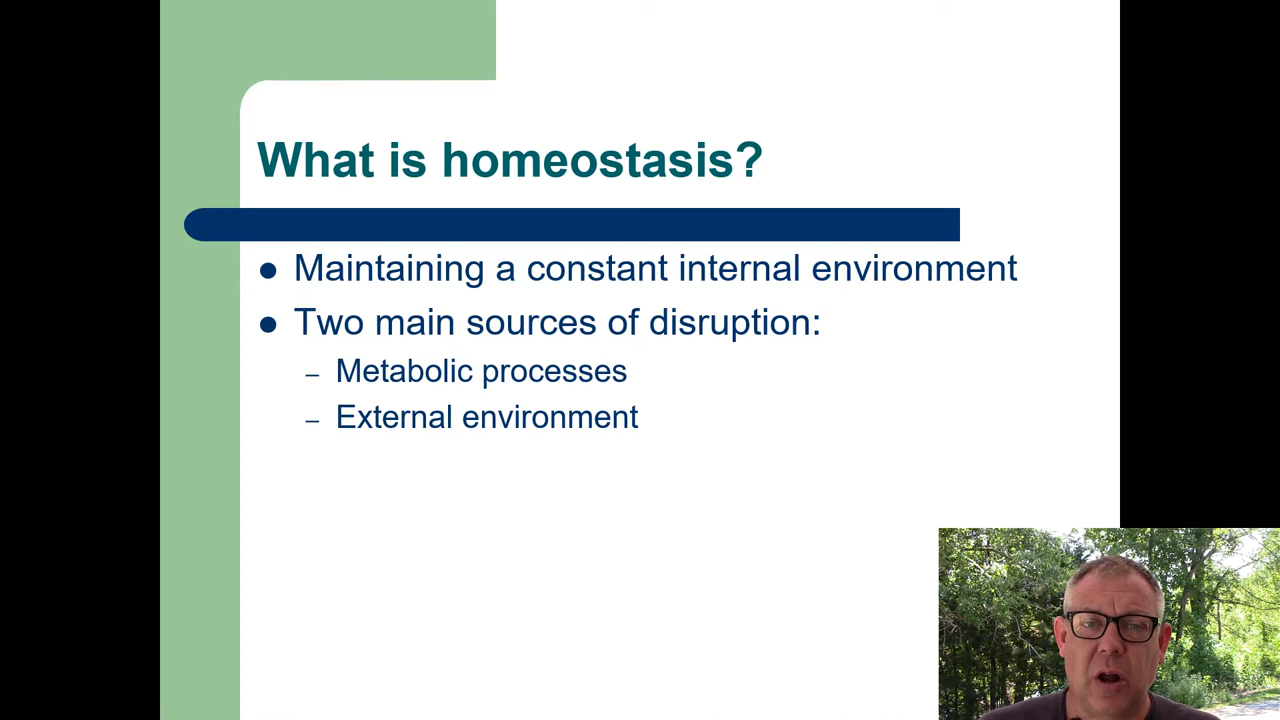 What is homeostasis?
● Maintaining a constant internal environment
● Two main sources of disruption:
– Metabolic processes
– External environment